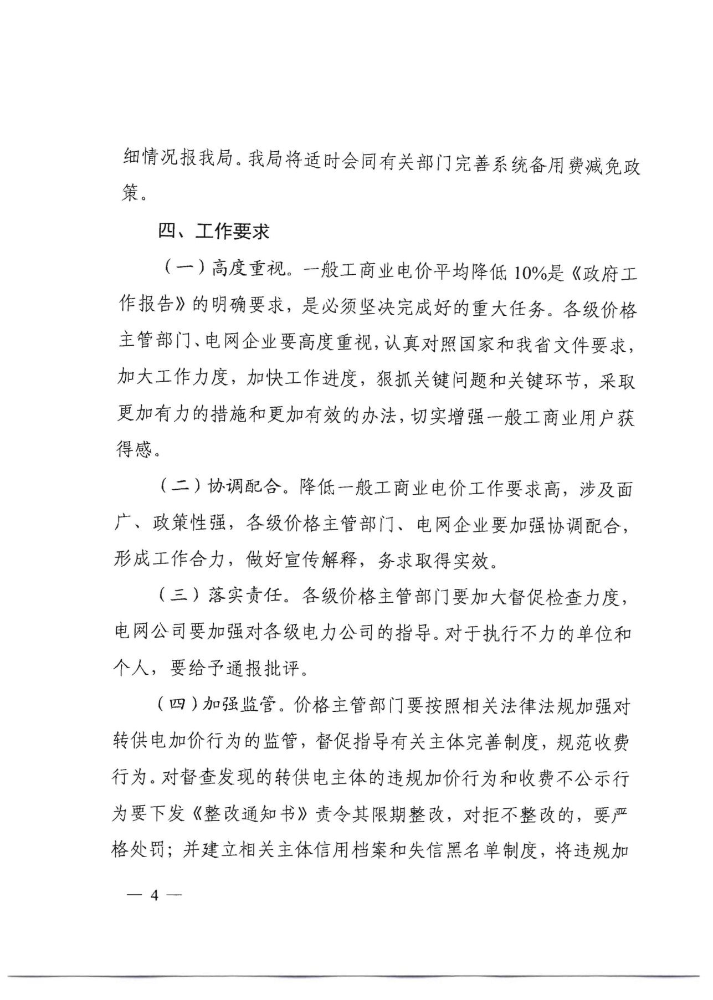 细情况报我局。我局将适时会同有关部门完善系统备用费减免政
策。
四、工作要求
（一）高度重视。一般工商业电价平均降低 10%是《政府工
作报告》的明确要求，是必须坚决完成好的重大任务。各级价格
主管部门、电网企业要高度重视，认真对照国家和我省文件要求，
加大工作力度，加快工作进度，狠抓关键问题和关键环节，采取
更加有力的措施和更加有效的办法，切实增强一般工商业用户获
得感。
（二）协调配合。降低一般工商业电价工作要求高，涉及面
广、政策性强，各级价格主管部门、电网企业要加强协调配合，
形成工作合力，做好宣传解释，务求取得实效。
（三）落实责任。各级价格主管部门要加大督促检查力度，
电网公司要加强对各级电力公司的指导。对于执行不力的单位和
个人，要给予通报批评。
（四）加强监管。价格主管部门要按照相关法律法规加强对
转供电加价行为的监管，督促指导有关主体完善制度，规范收费
行为。对督查发现的转供电主体的违规加价行为和收费不公示行
为要下发《整改通知书》责令其限期整改，对拒不整改的，要严
格处罚；并建立相关主体信用档案和失信黑名单制度，将违规加
— 4 —